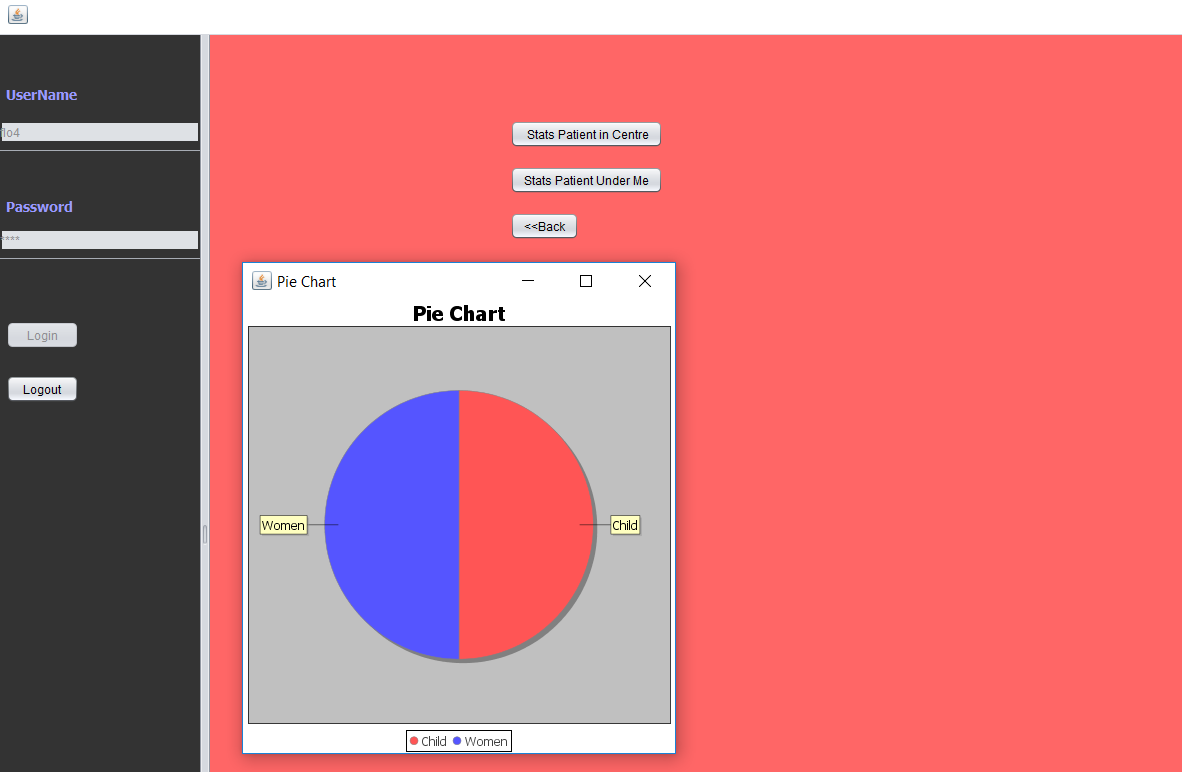 UserName
flo4
Password
****
Login
Logout
Stats Patient in Centre
Stats Patient Under Me
<<Back
Pie Chart
Pie Chart
Women
Child
Child Women